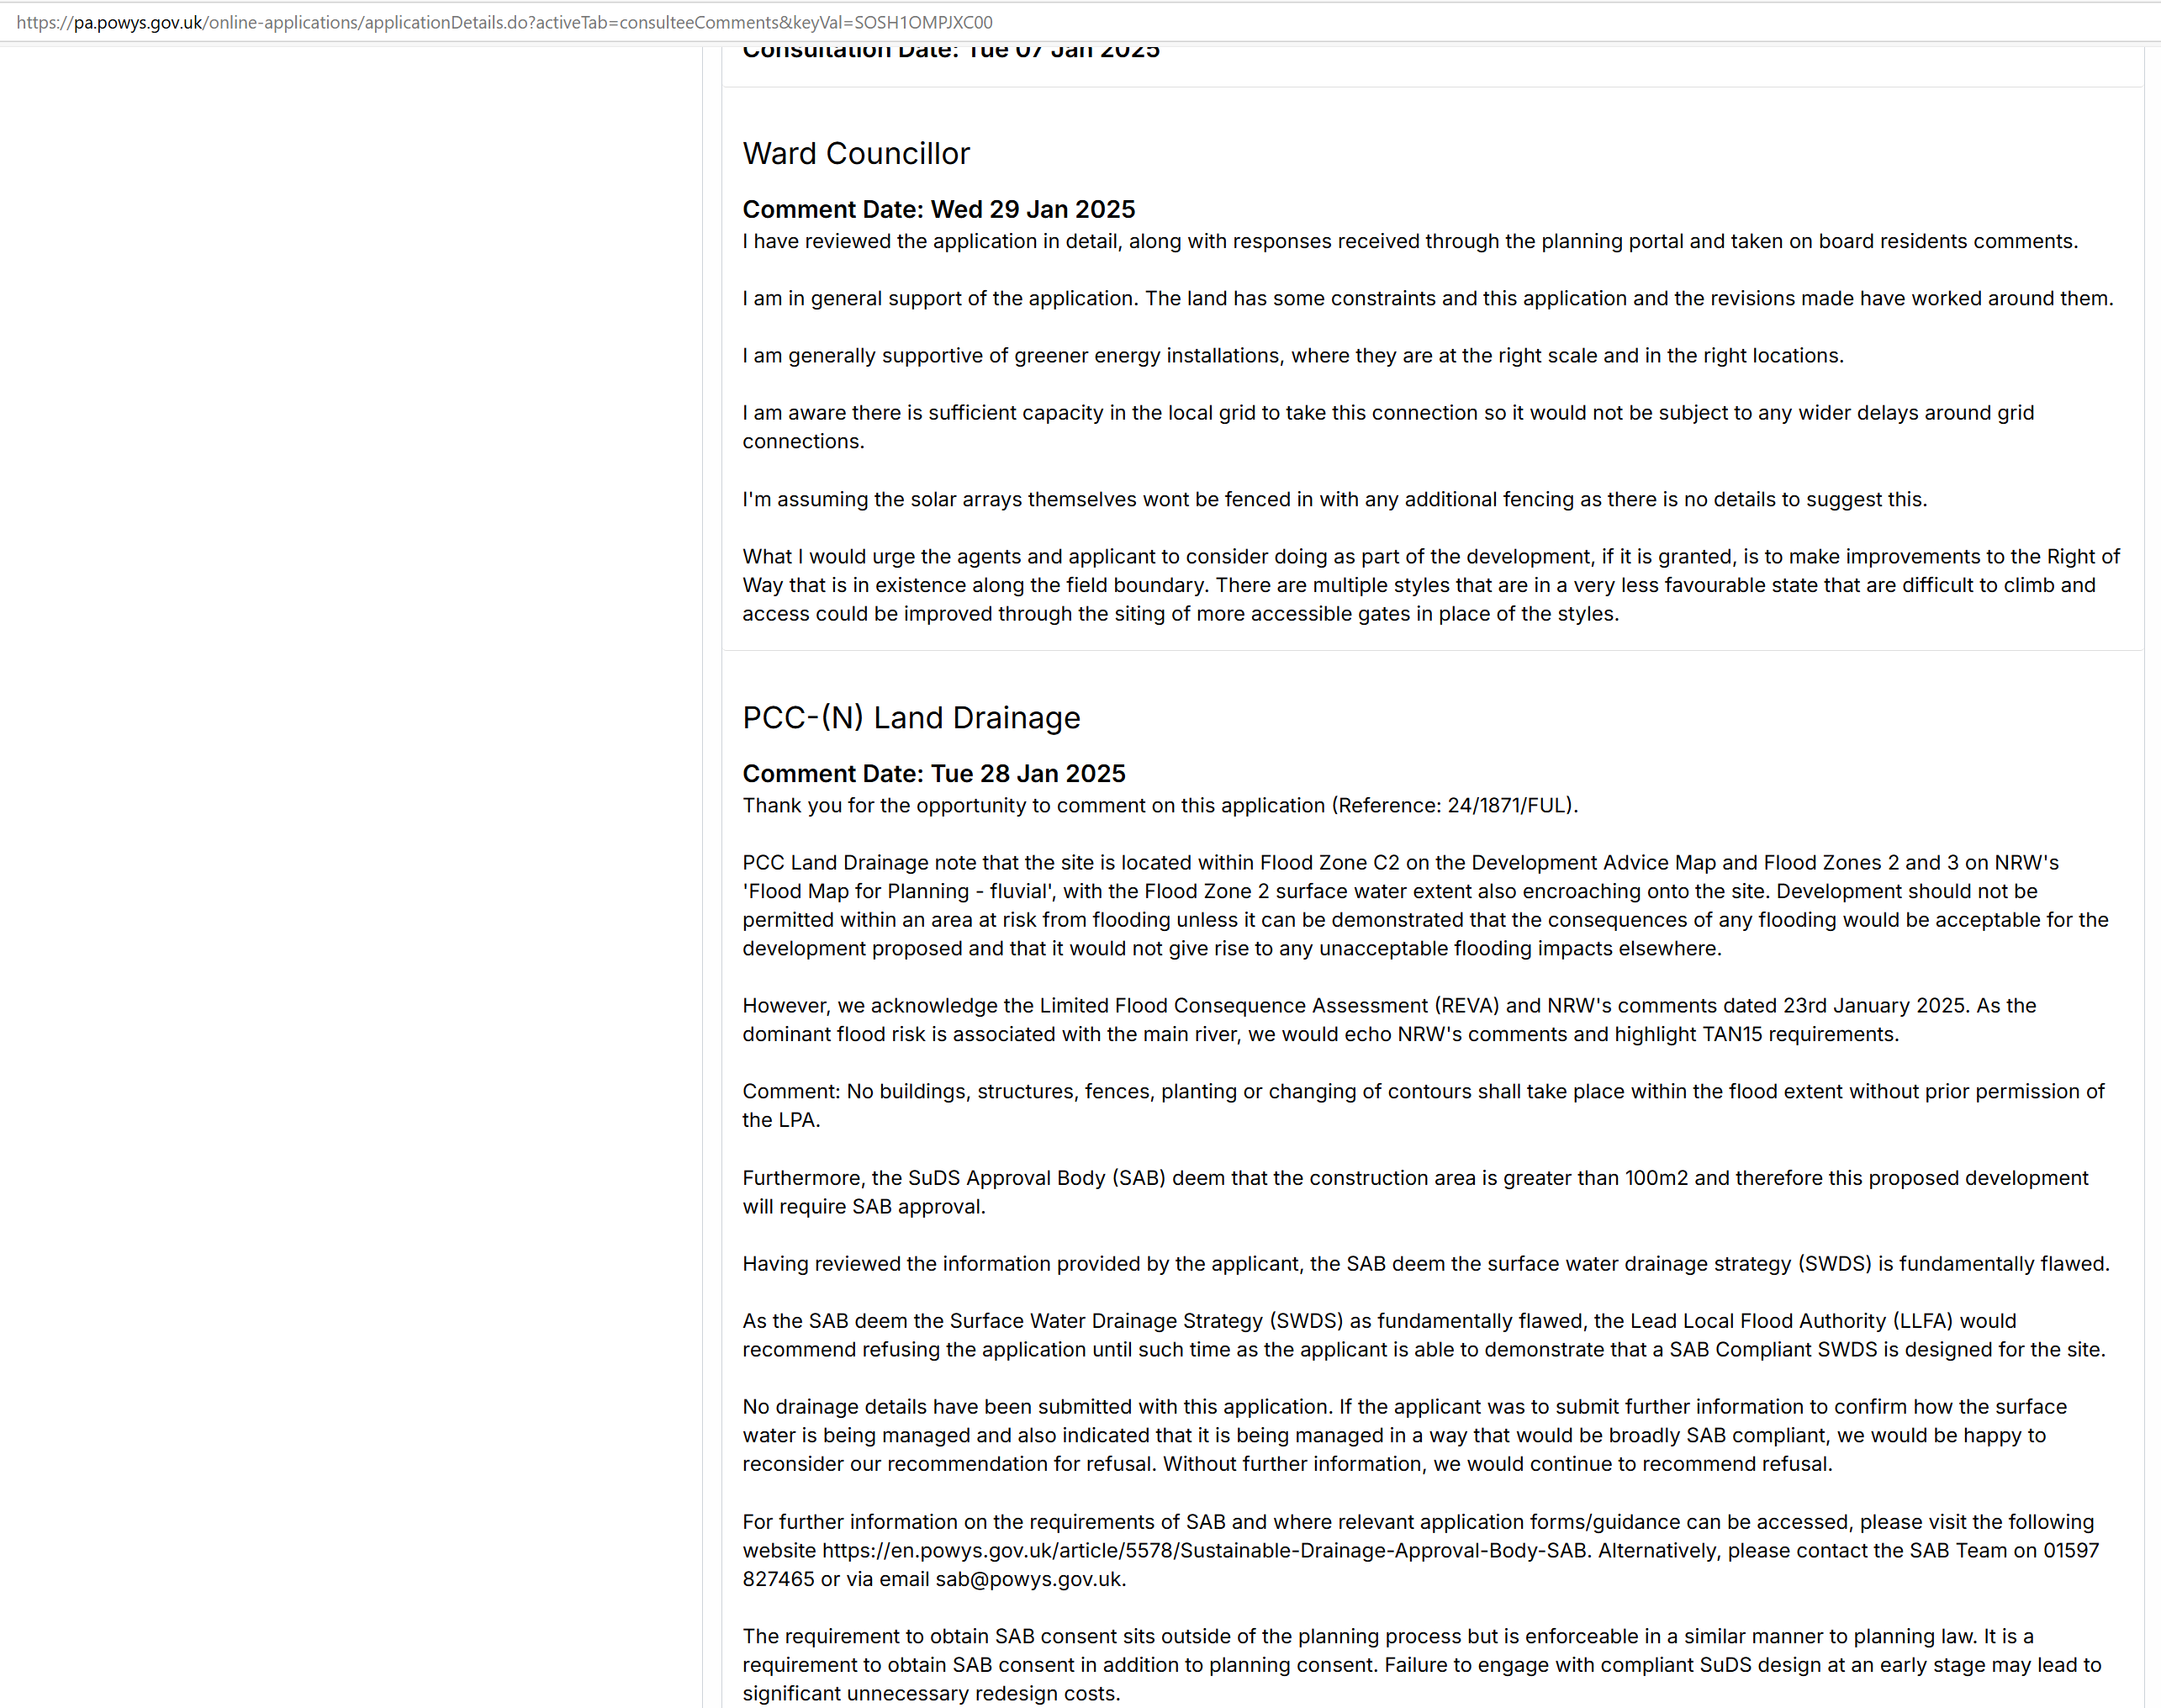 https://pa.powys.gov.uk/online-applications/applicationDetails.do?activeTab=consulteeComments&keyVal=SOSH1OMPJXC00
Consultation Date: Tue 07 Jan 2025
Ward Councillor
Comment Date: Wed 29 Jan 2025
I have reviewed the application in detail, along with responses received through the planning portal and taken on board residents comments.
I am in general support of the application. The land has some constraints and this application and the revisions made have worked around them.
I am generally supportive of greener energy installations, where they are at the right scale and in the right locations.
I am aware there is sufficient capacity in the local grid to take this connection so it would not be subject to any wider delays around grid
connections.
I'm assuming the solar arrays themselves wont be fenced in with any additional fencing as there is no details to suggest this.
What I would urge the agents and applicant to consider doing as part of the development, if it is granted, is to make improvements to the Right of
Way that is in existence along the field boundary. There are multiple styles that are in a very less favourable state that are difficult to climb and
access could be improved through the siting of more accessible gates in place of the styles.
PCC-(N) Land Drainage
Comment Date: Tue 28 Jan 2025
Thank you for the opportunity to comment on this application (Reference: 24/1871/FUL).
PCC Land Drainage note that the site is located within Flood Zone C2 on the Development Advice Map and Flood Zones 2 and 3 on NRW's
'Flood Map for Planning - fluvial', with the Flood Zone 2 surface water extent also encroaching onto the site. Development should not be
permitted within an area at risk from flooding unless it can be demonstrated that the consequences of any flooding would be acceptable for the
development proposed and that it would not give rise to any unacceptable flooding impacts elsewhere.
However, we acknowledge the Limited Flood Consequence Assessment (REVA) and NRW's comments dated 23rd January 2025. As the
dominant flood risk is associated with the main river, we would echo NRW's comments and highlight TAN15 requirements.
Comment: No buildings, structures, fences, planting or changing of contours shall take place within the flood extent without prior permission of
the LPA.
Furthermore, the SuDS Approval Body (SAB) deem that the construction area is greater than 100m2 and therefore this proposed development
will require SAB approval.
Having reviewed the information provided by the applicant, the SAB deem the surface water drainage strategy (SWDS) is fundamentally flawed.
As the SAB deem the Surface Water Drainage Strategy (SWDS) as fundamentally flawed, the Lead Local Flood Authority (LLFA) would
recommend refusing the application until such time as the applicant is able to demonstrate that a SAB Compliant SWDS is designed for the site.
No drainage details have been submitted with this application. If the applicant was to submit further information to confirm how the surface
water is being managed and also indicated that it is being managed in a way that would be broadly SAB compliant, we would be happy to
reconsider our recommendation for refusal. Without further information, we would continue to recommend refusal.
For further information on the requirements of SAB and where relevant application forms/guidance can be accessed, please visit the following
website https://en.powys.gov.uk/article/5578/Sustainable-Drainage-Approval-Body-SAB. Alternatively, please contact the SAB Team on 01597
827465 or via email sab@powys.gov.uk.
The requirement to obtain SAB consent sits outside of the planning process but is enforceable in a similar manner to planning law. It is a
requirement to obtain SAB consent in addition to planning consent. Failure to engage with compliant SuDS design at an early stage may lead to
significant unnecessary redesign costs.